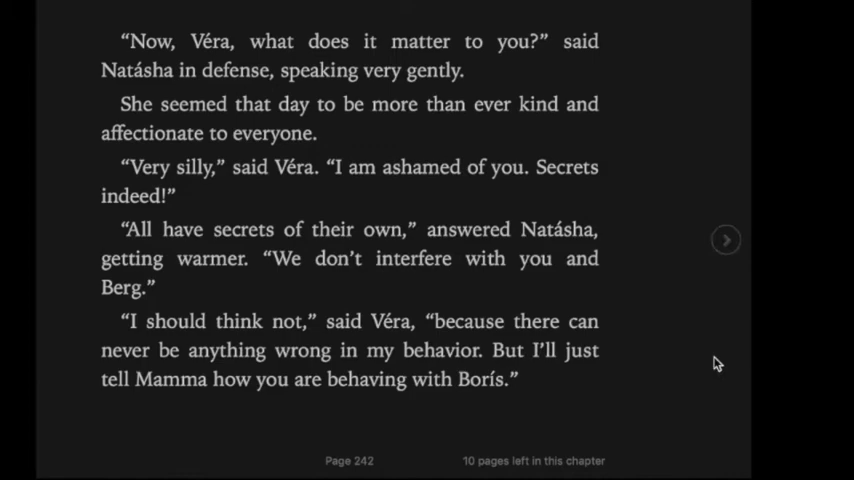 “Now, Véra, what does it matter to you?” said
Natásha in defense, speaking very gently.
She seemed that day to be more than ever kind and
affectionate to everyone.
“Very silly,” said Véra. “I am ashamed of you. Secrets
indeed!”
“All have secrets of their own,” answered Natásha,
getting warmer. “We don’t interfere with you and
Berg.”
“I should think not,” said Véra, “because there can
never be anything wrong in my behavior. But I’ll just
tell Mamma how you are behaving with Borís.”
Page 242
10 pages left in this chapter